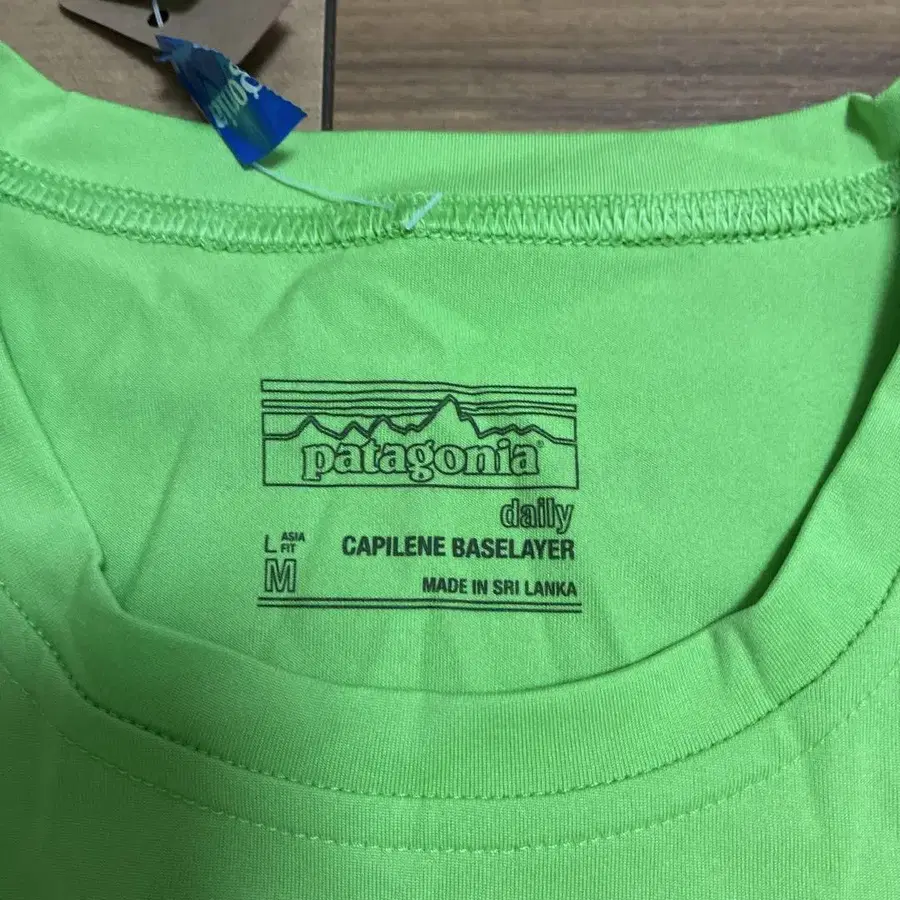 patagonia®
daily
L ASIA FIT
CAPILENE BASELAYER
M
MADE IN SRI LANKA